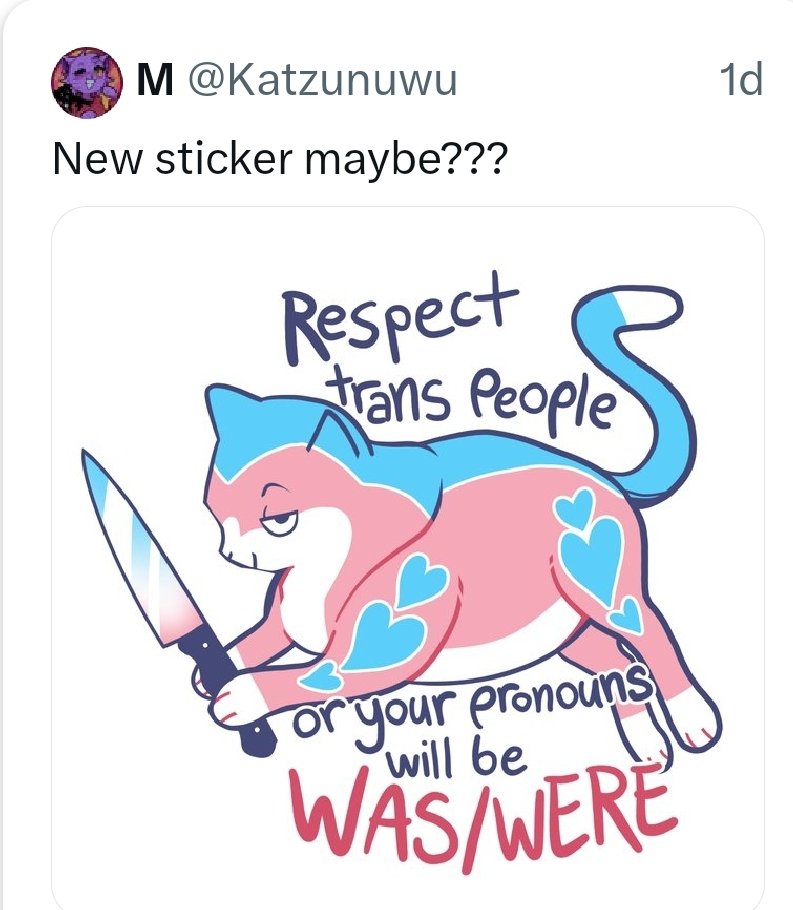 M @Katzunuwu 1d
New sticker maybe???
Respect
trans People
or your pronouns
will be
WAS/WERE